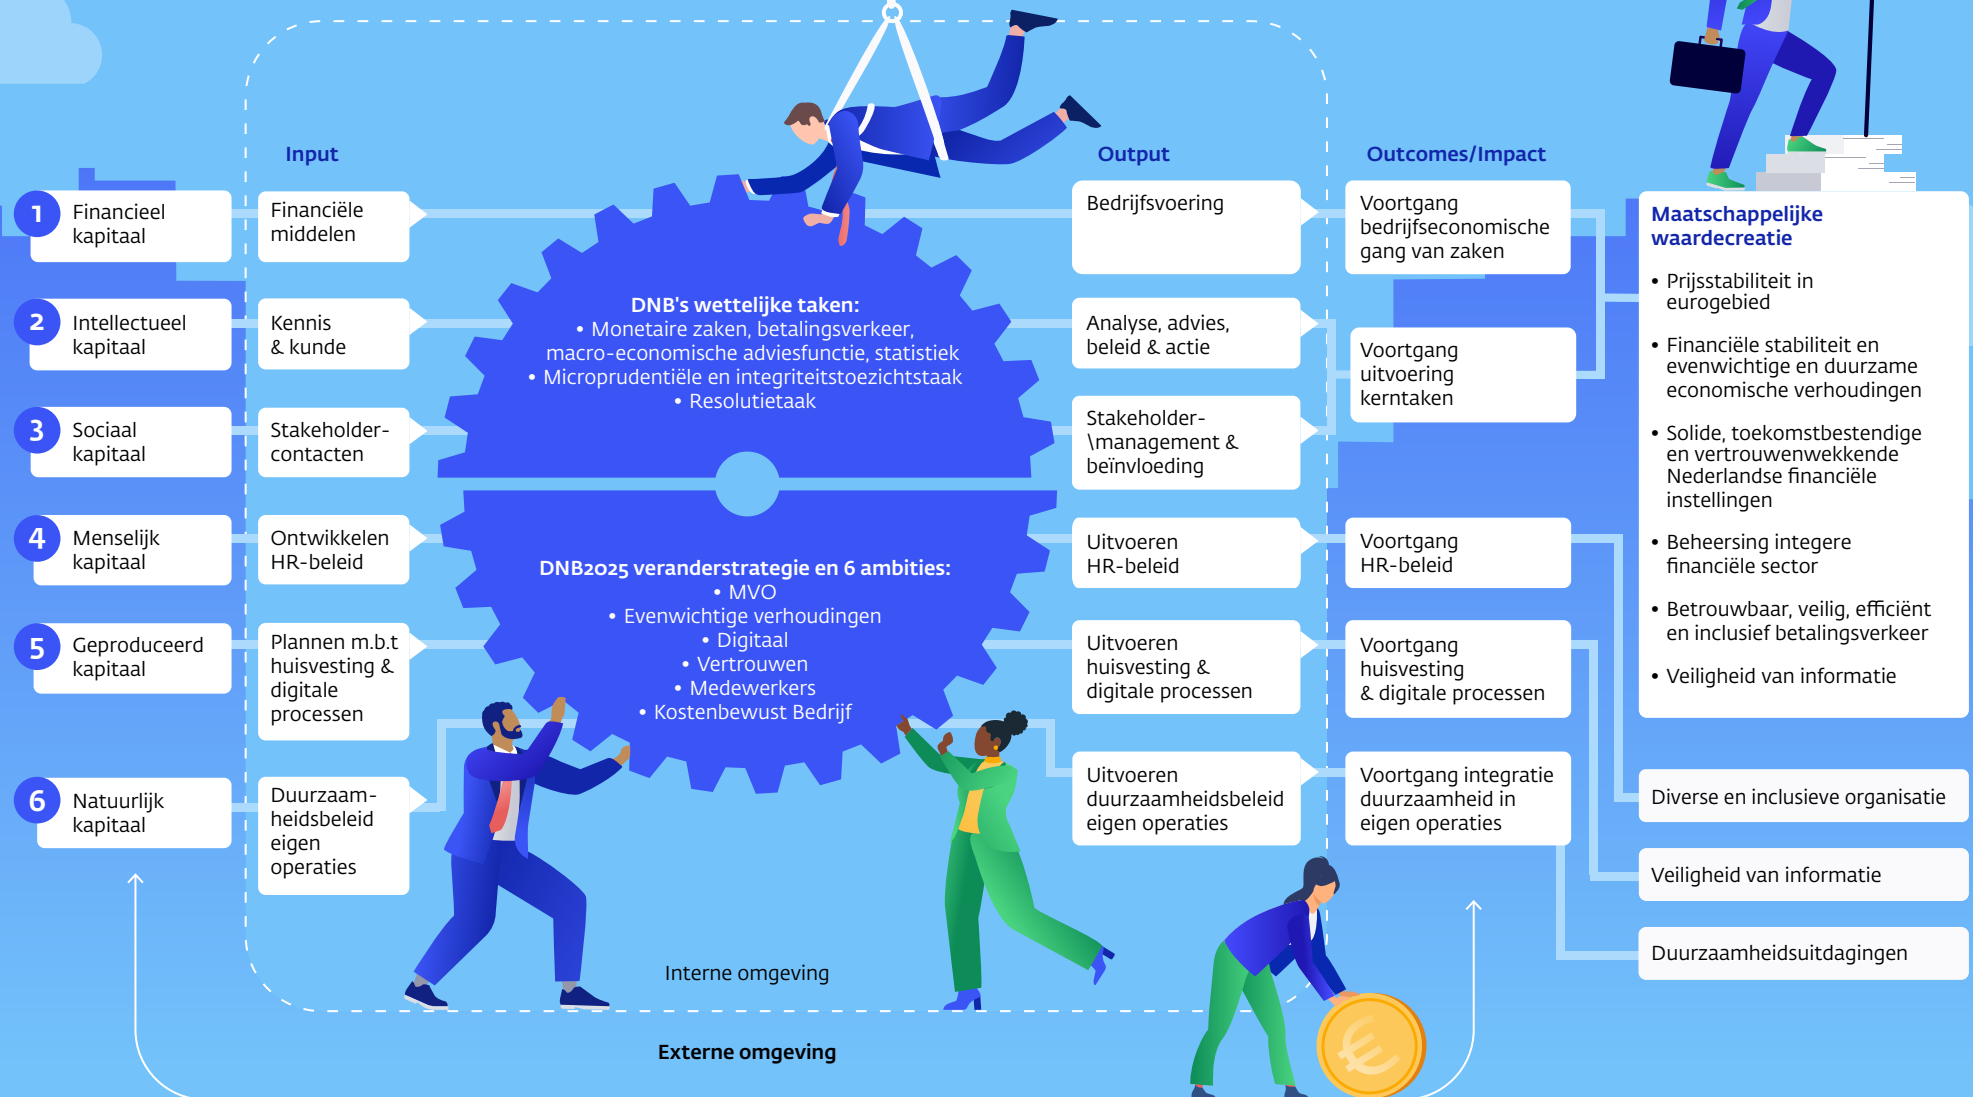 Input
Output
Outcomes/Impact
1
Financieel
kapitaal
Financiële
middelen
2
Intellectueel
kapitaal
Kennis
& kunde
3
Sociaal
kapitaal
Stakeholder-
contacten
4
Menselijk
kapitaal
Ontwikkelen
HR-beleid
5
Geproduceerd
kapitaal
Plannen m.b.t
huisvesting &
digitale
processen
6
Natuurlijk
kapitaal
Duurzaam-
heidsbeleid
eigen
operaties
DNB's wettelijke taken:
• Monetaire zaken, betalingsverkeer,
macro-economische adviesfunctie, statistiek
• Microprudentiële en integriteitstoezichtstaak
• Resolutietaak
DNB2025 veranderstrategie en 6 ambities:
• MVO
• Evenwichtige verhoudingen
• Digitaal
• Vertrouwen
• Medewerkers
• Kostenbewust Bedrijf
Bedrijfsvoering
Analyse, advies,
beleid & actie
Stakeholder-
\management &
beïnvloeding
Uitvoeren
HR-beleid
Uitvoeren
huisvesting &
digitale processen
Uitvoeren
duurzaamheidsbeleid
eigen operaties
Voortgang
bedrijfseconomische
gang van zaken
Voortgang
uitvoering
kerntaken
Voortgang
HR-beleid
Voortgang
huisvesting
& digitale processen
Voortgang integratie
duurzaamheid in
eigen operaties
Maatschappelijke
waardecreatie
• Prijsstabiliteit in
eurogebied
• Financiële stabiliteit en
evenwichtige en duurzame
economische verhoudingen
• Solide, toekomstbestendige
en vertrouwenwekkende
Nederlandse financiële
instellingen
• Beheersing integere
financiële sector
• Betrouwbaar, veilig, efficiënt
en inclusief betalingsverkeer
• Veiligheid van informatie
Diverse en inclusieve organisatie
Veiligheid van informatie
Duurzaamheidsuitdagingen
Interne omgeving
Externe omgeving
€